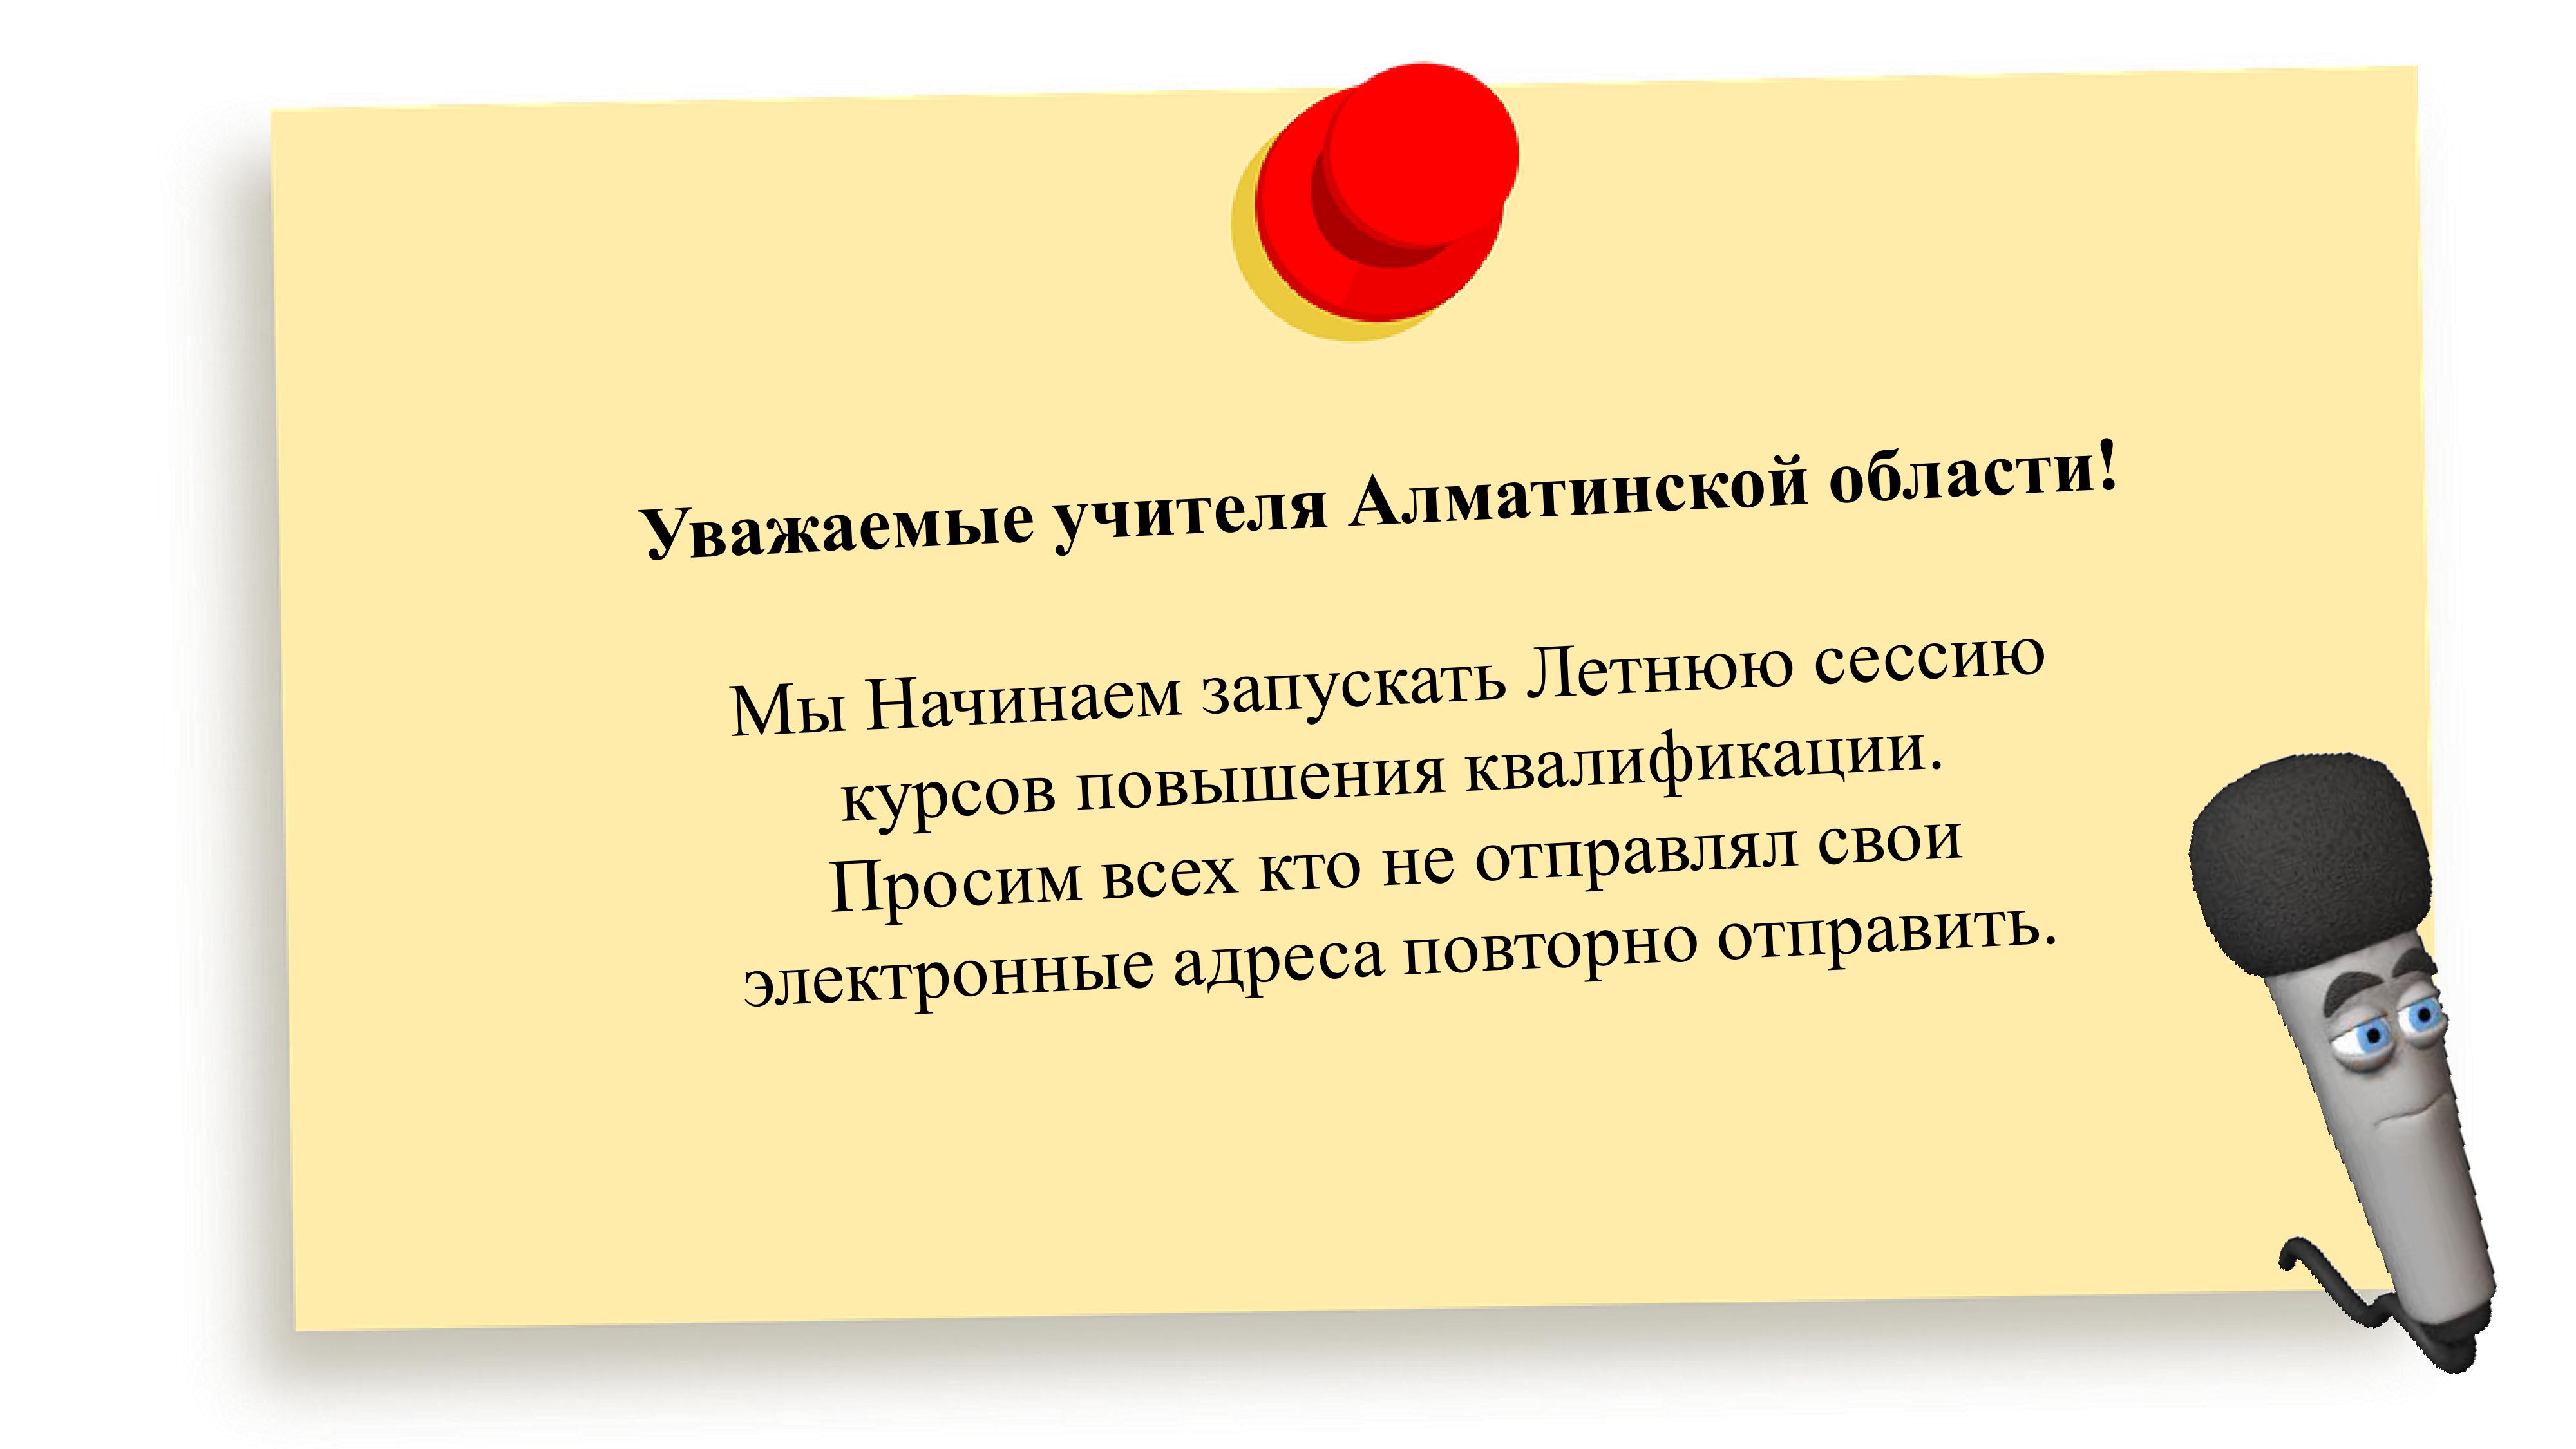 Уважаемые учителя Алматинской области!
Мы Начинаем запускать Летнюю сессию
курсов повышения квалификации.
Просим всех кто не отправлял свои
электронные адреса повторно отправить.